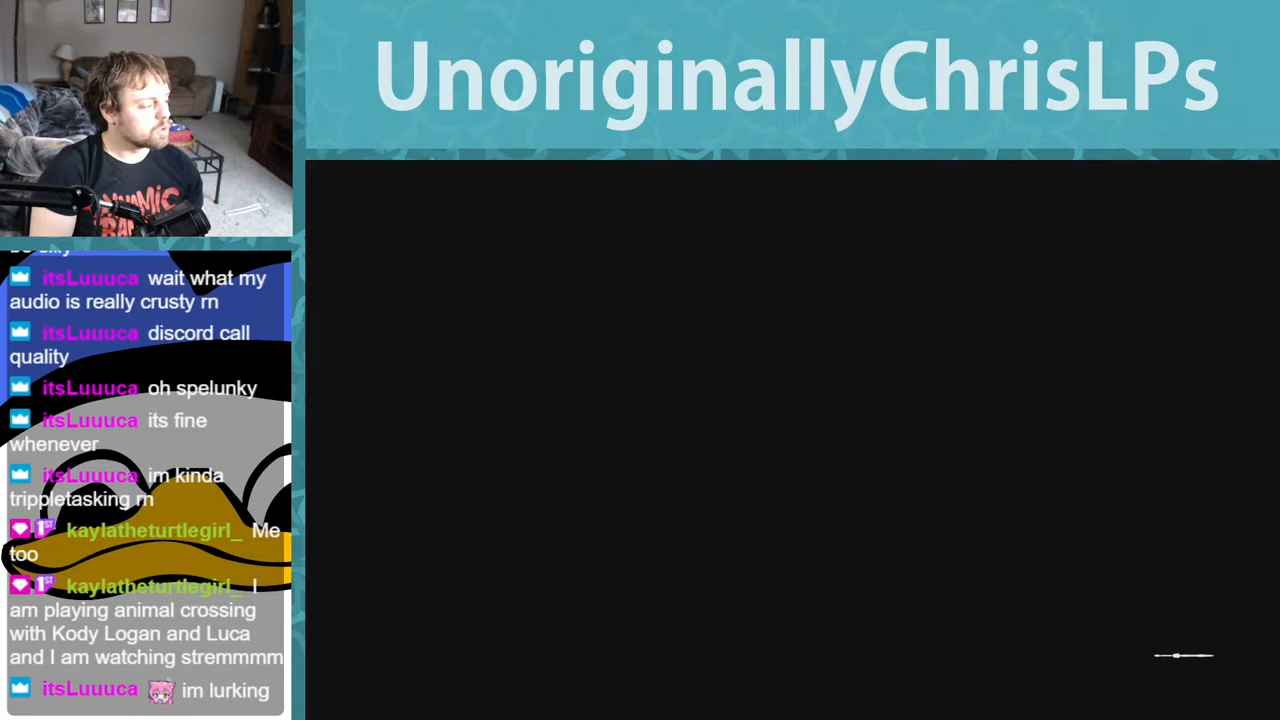 UnoriginallyChrisLPs
itsLuuuca wait what my
audio is really crusty rn
itsLuuuca discord call
quality
itsLuuuca oh spelunky
itsLuuuca its fine
whenever
itsLuuuca im kinda
trippletasking rn
1ST kaylatheturtlegirl_ Me
too
1ST kaylatheturtlegirl_ I
am playing animal crossing
with Kody Logan and Luca
and I am watching stremmmm
itsLuuuca im lurking